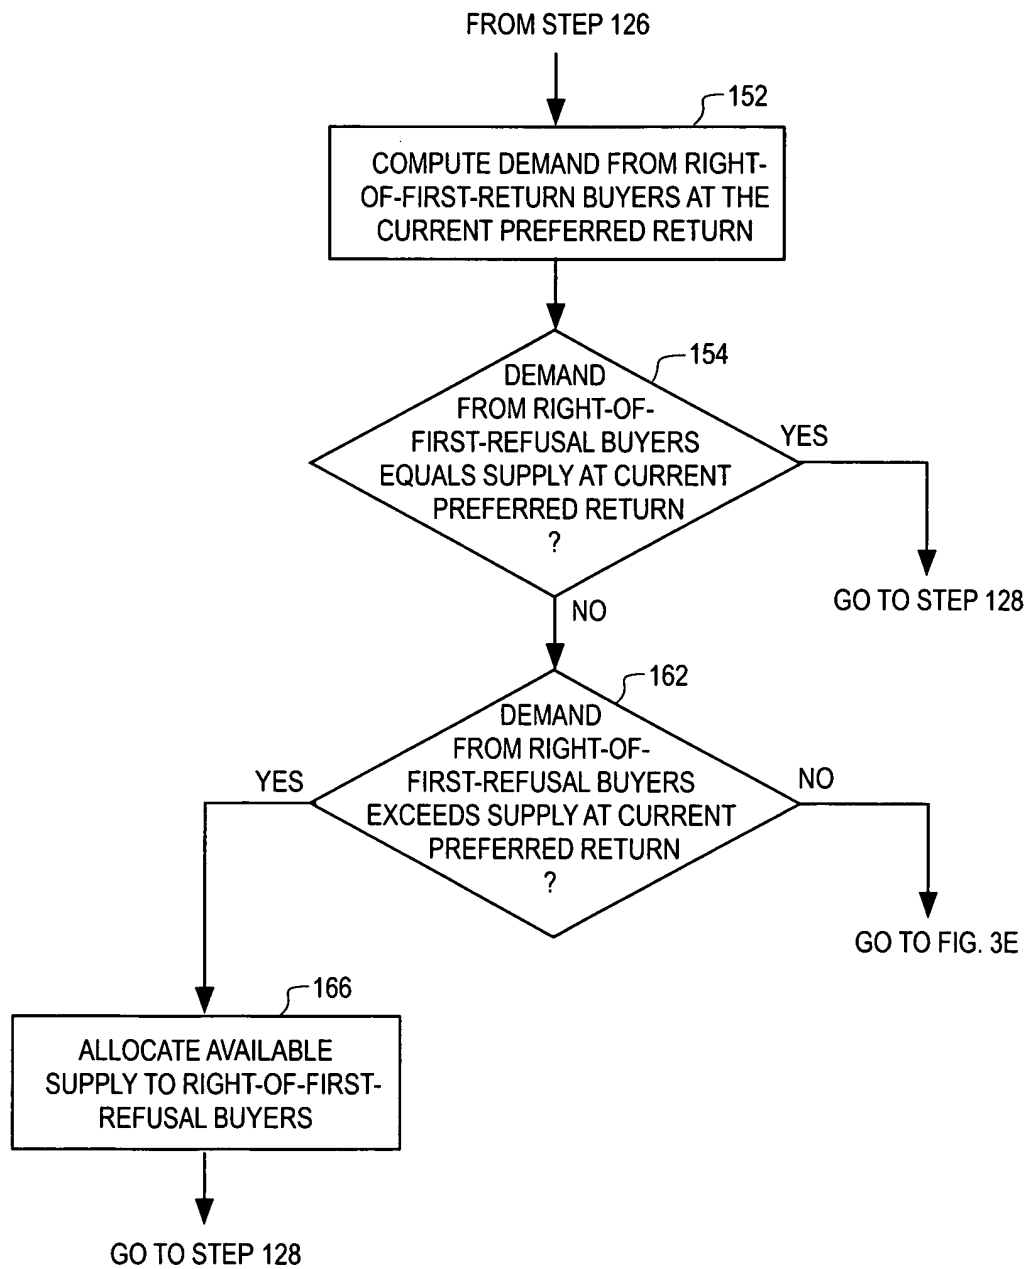 FROM STEP 126
152
COMPUTE DEMAND FROM RIGHT-
OF-FIRST-RETURN BUYERS AT THE
CURRENT PREFERRED RETURN
154
DEMAND
FROM RIGHT-OF-
FIRST-REFUSAL BUYERS
EQUALS SUPPLY AT CURRENT
PREFERRED RETURN
?
YES
GO TO STEP 128
NO
162
DEMAND
FROM RIGHT-OF-
FIRST-REFUSAL BUYERS
EXCEEDS SUPPLY AT CURRENT
PREFERRED RETURN
?
YES
NO
GO TO FIG. 3E
166
ALLOCATE AVAILABLE
SUPPLY TO RIGHT-OF-FIRST-
REFUSAL BUYERS
GO TO STEP 128